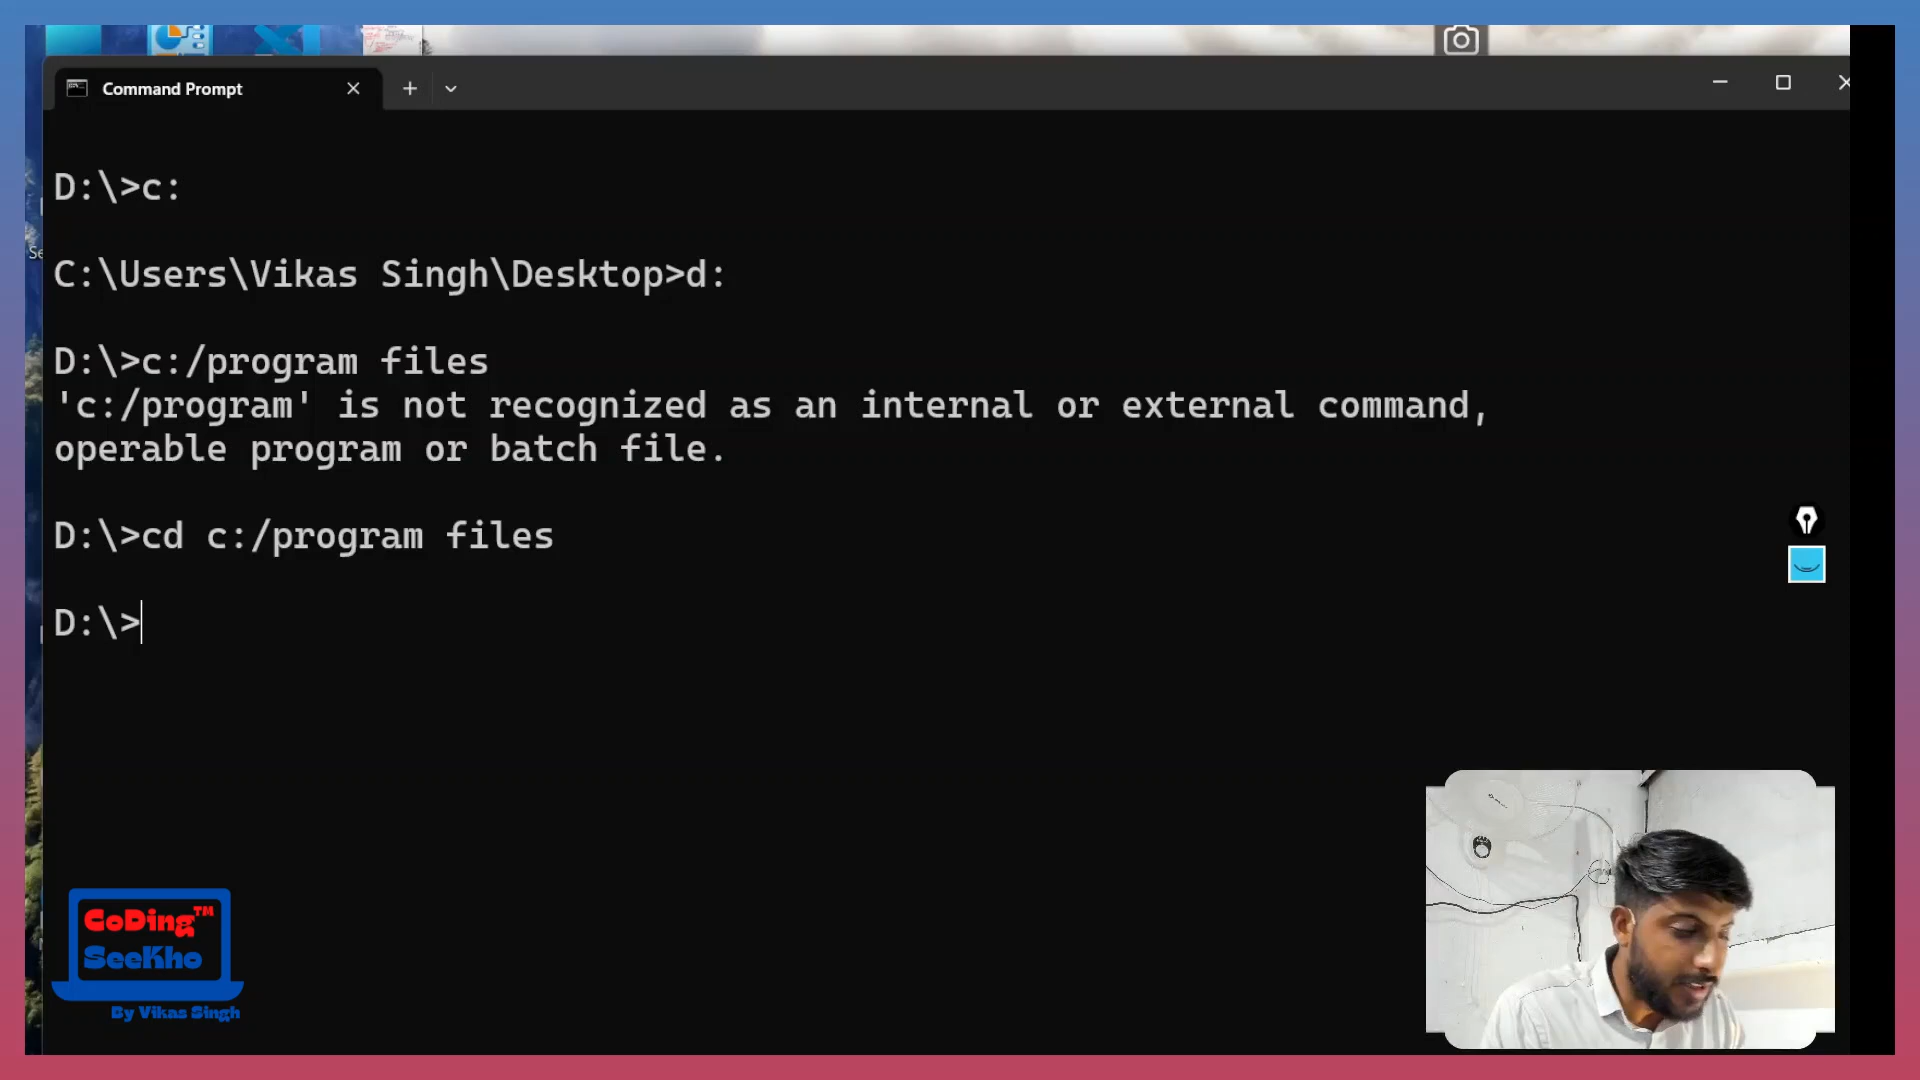 Command Prompt
D:\>c:
C:\Users\Vikas Singh\Desktop>d:
D:\>c:/program files
'c:/program' is not recognized as an internal or external command,
operable program or batch file.
D:\>cd c:/program files
D:\>
CoDing™
SeeKho
By Vikas Singh